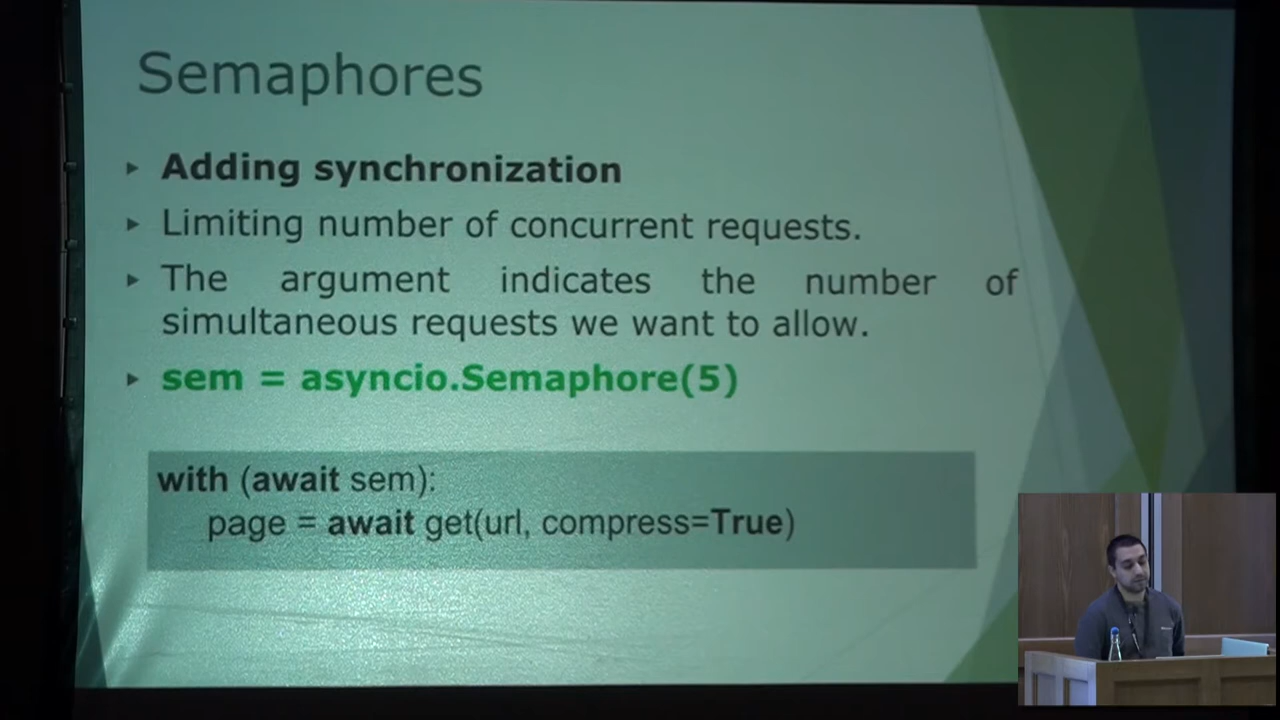 Semaphores
Adding synchronization
Limiting number of concurrent requests.
The argument indicates the number of
simultaneous requests we want to allow.
sem = asyncio.Semaphore(5)
with (await sem):
page = await get(url, compress=True)